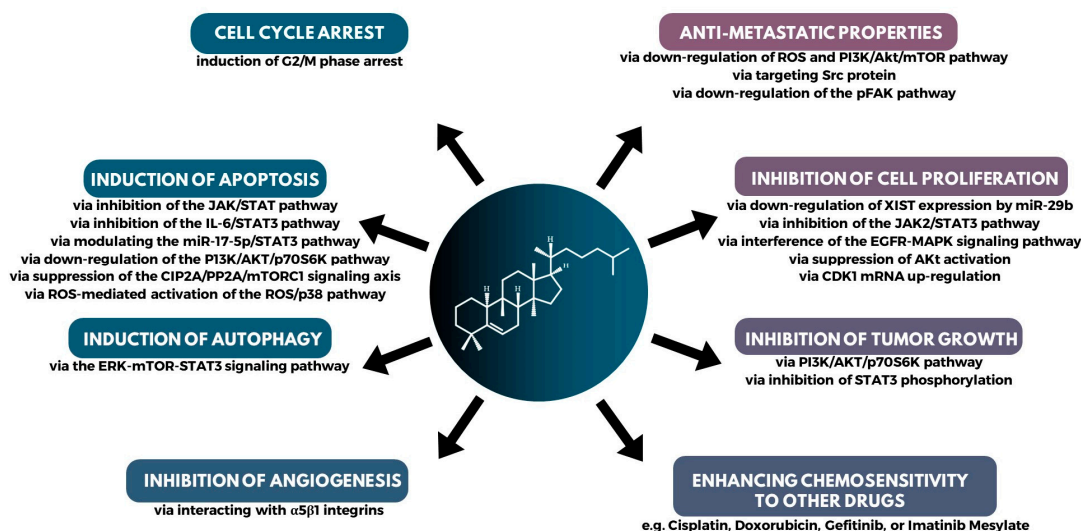 CELL CYCLE ARREST
induction of G2/M phase arrest
ANTI-METASTATIC PROPERTIES
via down-regulation of ROS and PI3K/Akt/mTOR pathway
via targeting Src protein
via down-regulation of the pFAK pathway
INDUCTION OF APOPTOSIS
via inhibition of the JAK/STAT pathway
via inhibition of the IL-6/STAT3 pathway
via modulating the miR-17-5p/STAT3 pathway
via down-regulation of the P13K/AKT/p70S6K pathway
via suppression of the CIP2A/PP2A/mTORC1 signaling axis
via ROS-mediated activation of the ROS/p38 pathway
INHIBITION OF CELL PROLIFERATION
via down-regulation of XIST expression by miR-29b
via inhibition of the JAK2/STAT3 pathway
via interference of the EGFR-MAPK signaling pathway
via suppression of AKt activation
via CDK1 mRNA up-regulation
H
H
H
H
INDUCTION OF AUTOPHAGY
via the ERK-mTOR-STAT3 signaling pathway
INHIBITION OF TUMOR GROWTH
via PI3K/AKT/p70S6K pathway
via inhibition of STAT3 phosphorylation
INHIBITION OF ANGIOGENESIS
via interacting with α5β1 integrins
ENHANCING CHEMOSENSITIVITY
TO OTHER DRUGS
e.g. Cisplatin, Doxorubicin, Gefitinib, or Imatinib Mesylate